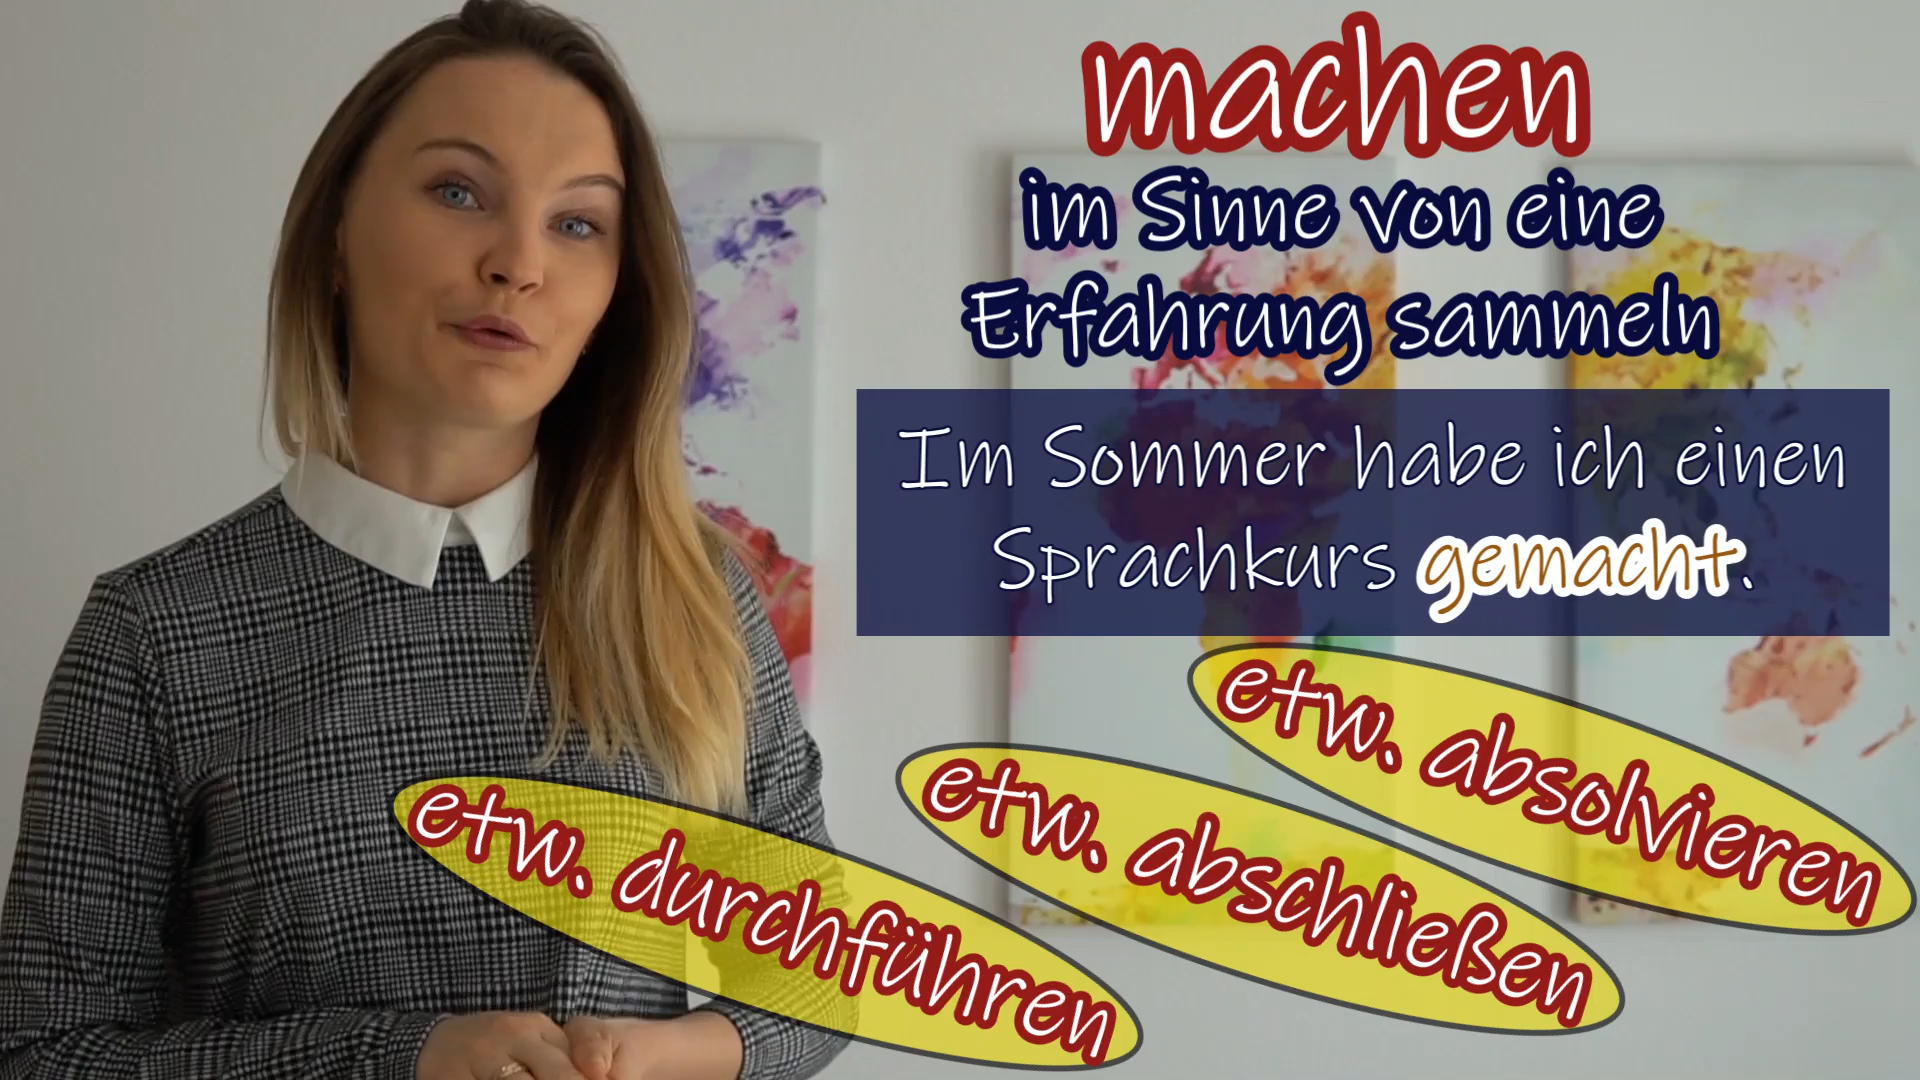 machen
im Sinne von eine
Erfahrung sammeln
Im Sommer habe ich einen
Sprachkurs gemacht.
etw. absolvieren
etw. abschließen
etw. durchführen